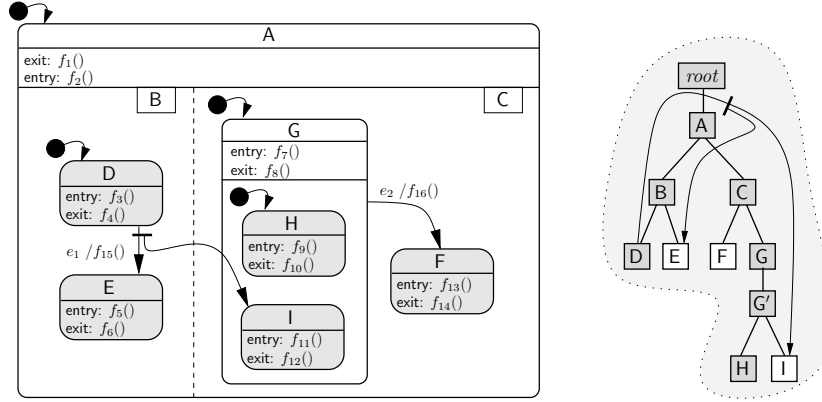 A
exit: f1()
entry: f2()
B
C
G
entry: f7()
exit: f8()
D
entry: f3()
exit: f4()
e1 /f15()
e2 /f16()
H
entry: f9()
exit: f10()
F
entry: f13()
exit: f14()
E
entry: f5()
exit: f6()
I
entry: f11()
exit: f12()
root
A
B
C
D
E
F
G
G′
H
I